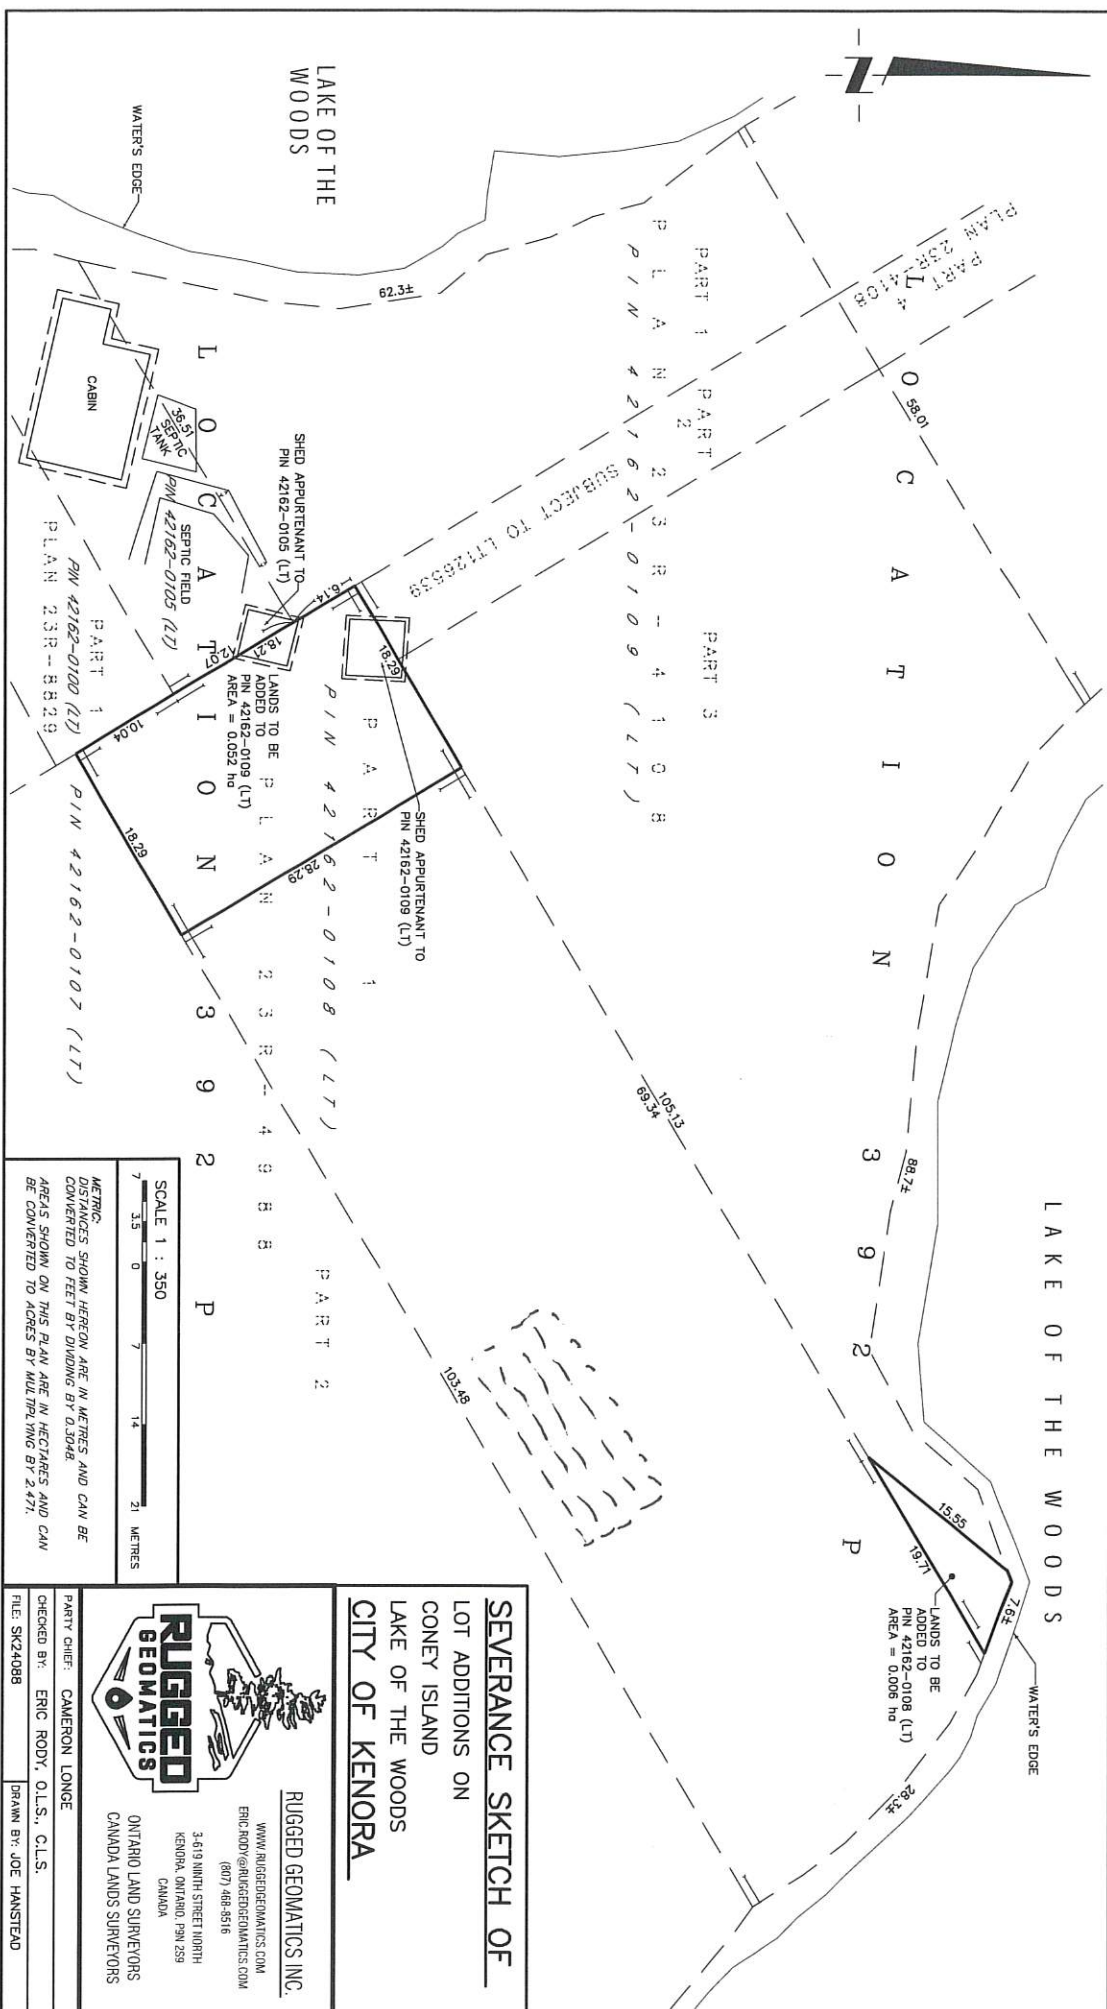 LAKE OF THE WOODS
WATER'S EDGE
LANDS TO BE
ADDED TO
PIN 42162-0108 (LT)
AREA = 0.006 ha
15.55
19.71
7.6±
28.3±
88.7±
LOCATION 392 P
58.01
PLAN 23R-4108
PART 4
PART 1
PART 2
PART 3
PLAN 23R-4108
PIN 42162-0109 (LT)
SUBJECT TO LT126539
105.13
69.34
LAKE OF THE
WOODS
WATER'S EDGE
62.3±
SHED APPURTENANT TO
PIN 42162-0109 (LT)
SHED APPURTENANT TO
PIN 42162-0105 (LT)
6.14
18.29
18.21
12.07
10.04
28.29
18.29
PART 1
PIN 42162-0108 (LT)
LANDS TO BE
ADDED TO
PIN 42162-0109 (LT)
AREA = 0.052 ha
PLAN 23R-4988
PART 2
103.48
LOCATION 392 P
CABIN
36.51
SEPTIC
TANK
SEPTIC FIELD
PIN 42162-0105 (LT)
PART 1
PIN 42162-0100 (LT)
PLAN 23R-8829
PIN 42162-0107 (LT)
SCALE 1 : 350
7 3.5 0 7 14 21 METRES
METRIC:
DISTANCES SHOWN HEREON ARE IN METRES AND CAN BE
CONVERTED TO FEET BY DIVIDING BY 0.3048.
AREAS SHOWN ON THIS PLAN ARE IN HECTARES AND CAN
BE CONVERTED TO ACRES BY MULTIPLYING BY 2.471.
SEVERANCE SKETCH OF
LOT ADDITIONS ON
CONEY ISLAND
LAKE OF THE WOODS
CITY OF KENORA
RUGGED
GEOMATICS
RUGGED GEOMATICS INC.
WWW.RUGGEDGEOMATICS.COM
ERIC.RODY@RUGGEDGEOMATICS.COM
(807) 468-8516
3-619 NINTH STREET NORTH
KENORA, ONTARIO, P9N 2S9
CANADA
ONTARIO LAND SURVEYORS
CANADA LANDS SURVEYORS
PARTY CHIEF: CAMERON LONGE
CHECKED BY: ERIC RODY, O.L.S., C.L.S.
FILE: SK24088
DRAWN BY: JOE HANSTEAD